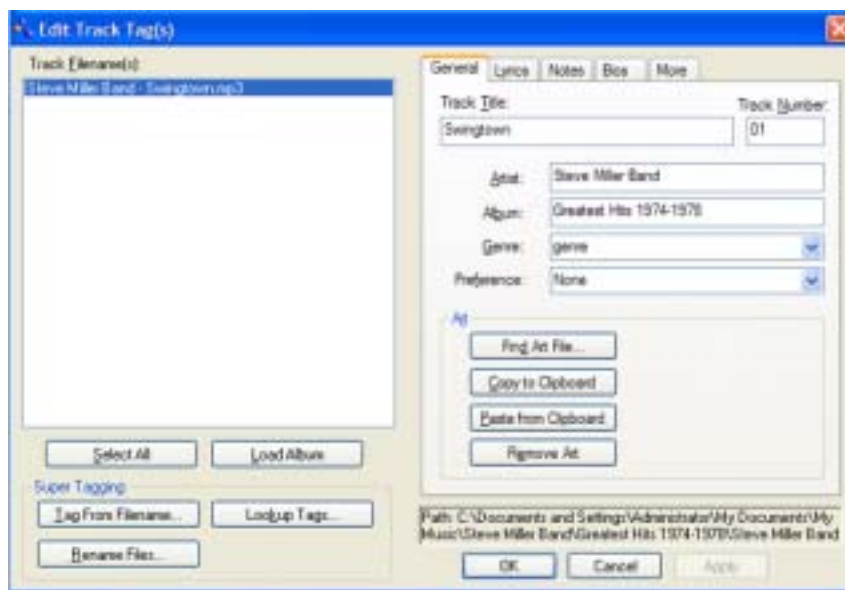 Edit Track Tag(s)
Track Filename(s):
Steve Miller Band - Swingtown.mp3
Select All
Load Album
Super Tagging
Tag From Filename...
Lookup Tags...
Rename Files...
General
Lyrics
Notes
Bios
More
Track Title:
Track Number:
Swingtown
01
Artist:
Steve Miller Band
Album:
Greatest Hits 1974-1978
Genre:
genre
Preference:
None
Art
Find Art File...
Copy to Clipboard
Paste from Clipboard
Remove Art
Path: C:\Documents and Settings\Administrator\My Documents\My
Music\Steve Miller Band\Greatest Hits 1974-1978\Steve Miller Band
OK
Cancel
Apply